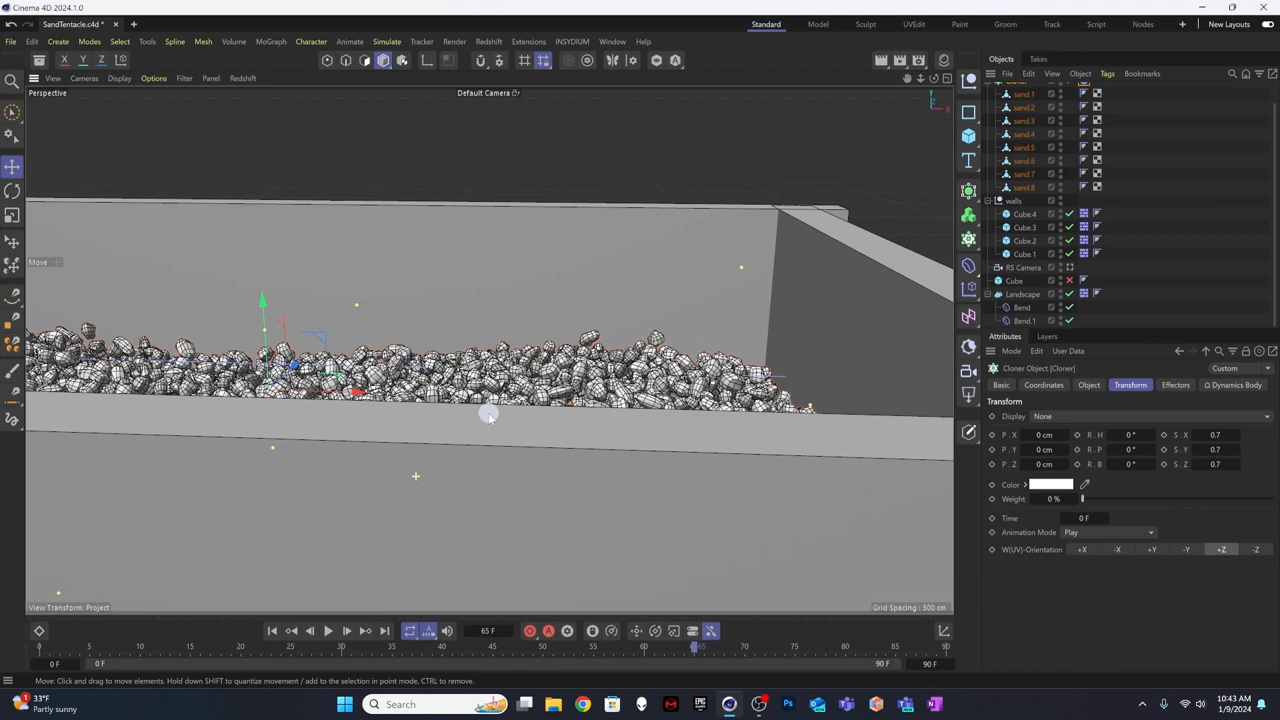 Cinema 4D 2024.1.0
SandTentacle.c4d *
Standard Model Sculpt UVEdit Paint Groom Track Script Nodes New Layouts
File Edit Create Modes Select Tools Spline Mesh Volume MoGraph Character Animate Simulate Tracker Render Redshift Extensions INSYDIUM Window Help
X Y Z
Objects Takes
View Cameras Display Options Filter Panel Redshift
File Edit View Object Tags Bookmarks
Perspective
Default Camera
Y
X
sand.1
sand.2
sand.3
sand.4
sand.5
sand.6
sand.7
sand.8
walls
Cube.4
Cube.3
Cube.2
Cube.1
RS Camera
Cube
Landscape
Bend
Bend.1
Move
Attributes Layers
Mode Edit User Data
Cloner Object [Cloner]
Custom
Basic Coordinates Object Transform Effectors Dynamics Body
Transform
Display None
P . X 0 cm R . H 0 ° S . X 0.7
P . Y 0 cm R . P 0 ° S . Y 0.7
P . Z 0 cm R . B 0 ° S . Z 0.7
Color
Weight 0 %
Time 0 F
Animation Mode Play
W(UV)-Orientation +X -X +Y -Y +Z -Z
View Transform: Project
Grid Spacing : 500 cm
65 F
0 5 10 15 20 25 30 35 40 45 50 55 60 65 70 75 80 85 90
0 F 0 F 90 F 90 F
Move: Click and drag to move elements. Hold down SHIFT to quantize movement / add to the selection in point mode, CTRL to remove.
1
33°F
Partly sunny
Search
10:43 AM
1/9/2024